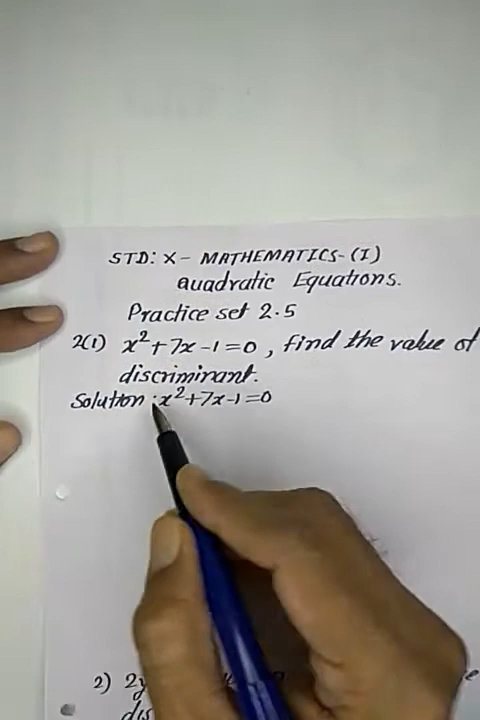 STD: X - MATHEMATICS - (I)
Quadratic Equations.
Practice set 2.5
2(1) x²+7x-1=0, find the value of
discriminant.
Solution : x²+7x-1=0
2) 2y
dis